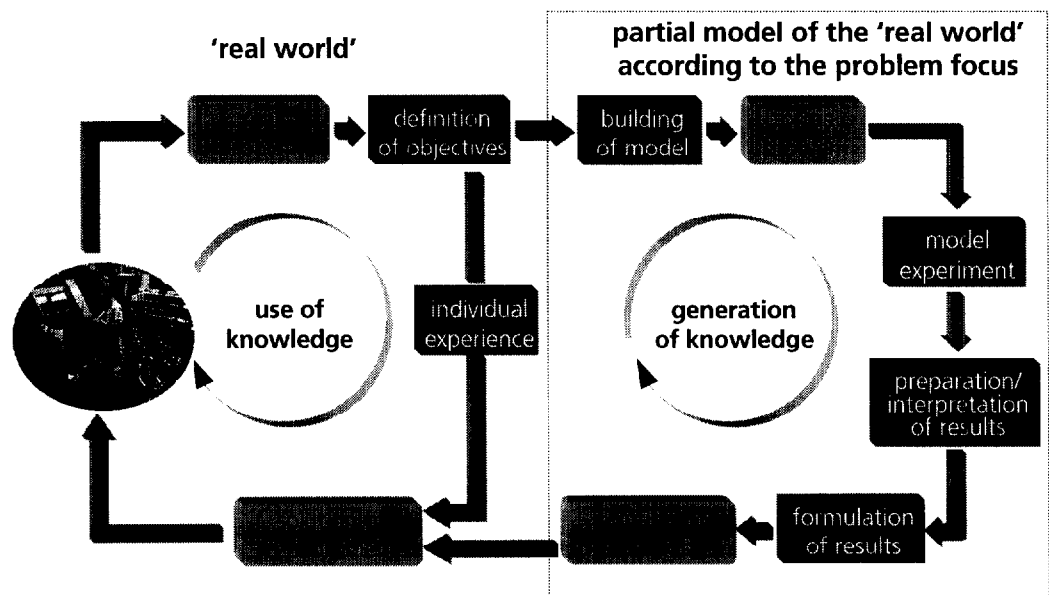 'real world'
partial model of the 'real world'
according to the problem focus
definition
of objectives
building
of model
model
experiment
use of
knowledge
individual
experience
generation
of knowledge
preparation/
interpretation
of results
formulation
of results